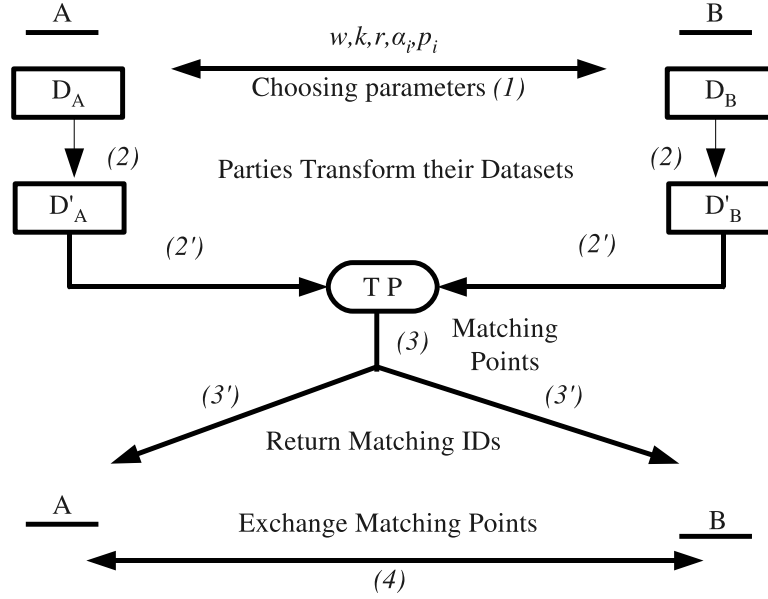 A
B
w,k,r,αi,pi
Choosing parameters (1)
DA
DB
(2)
(2)
Parties Transform their Datasets
D'A
D'B
(2')
(2')
T P
(3)
Matching
Points
(3')
(3')
Return Matching IDs
A
B
Exchange Matching Points
(4)